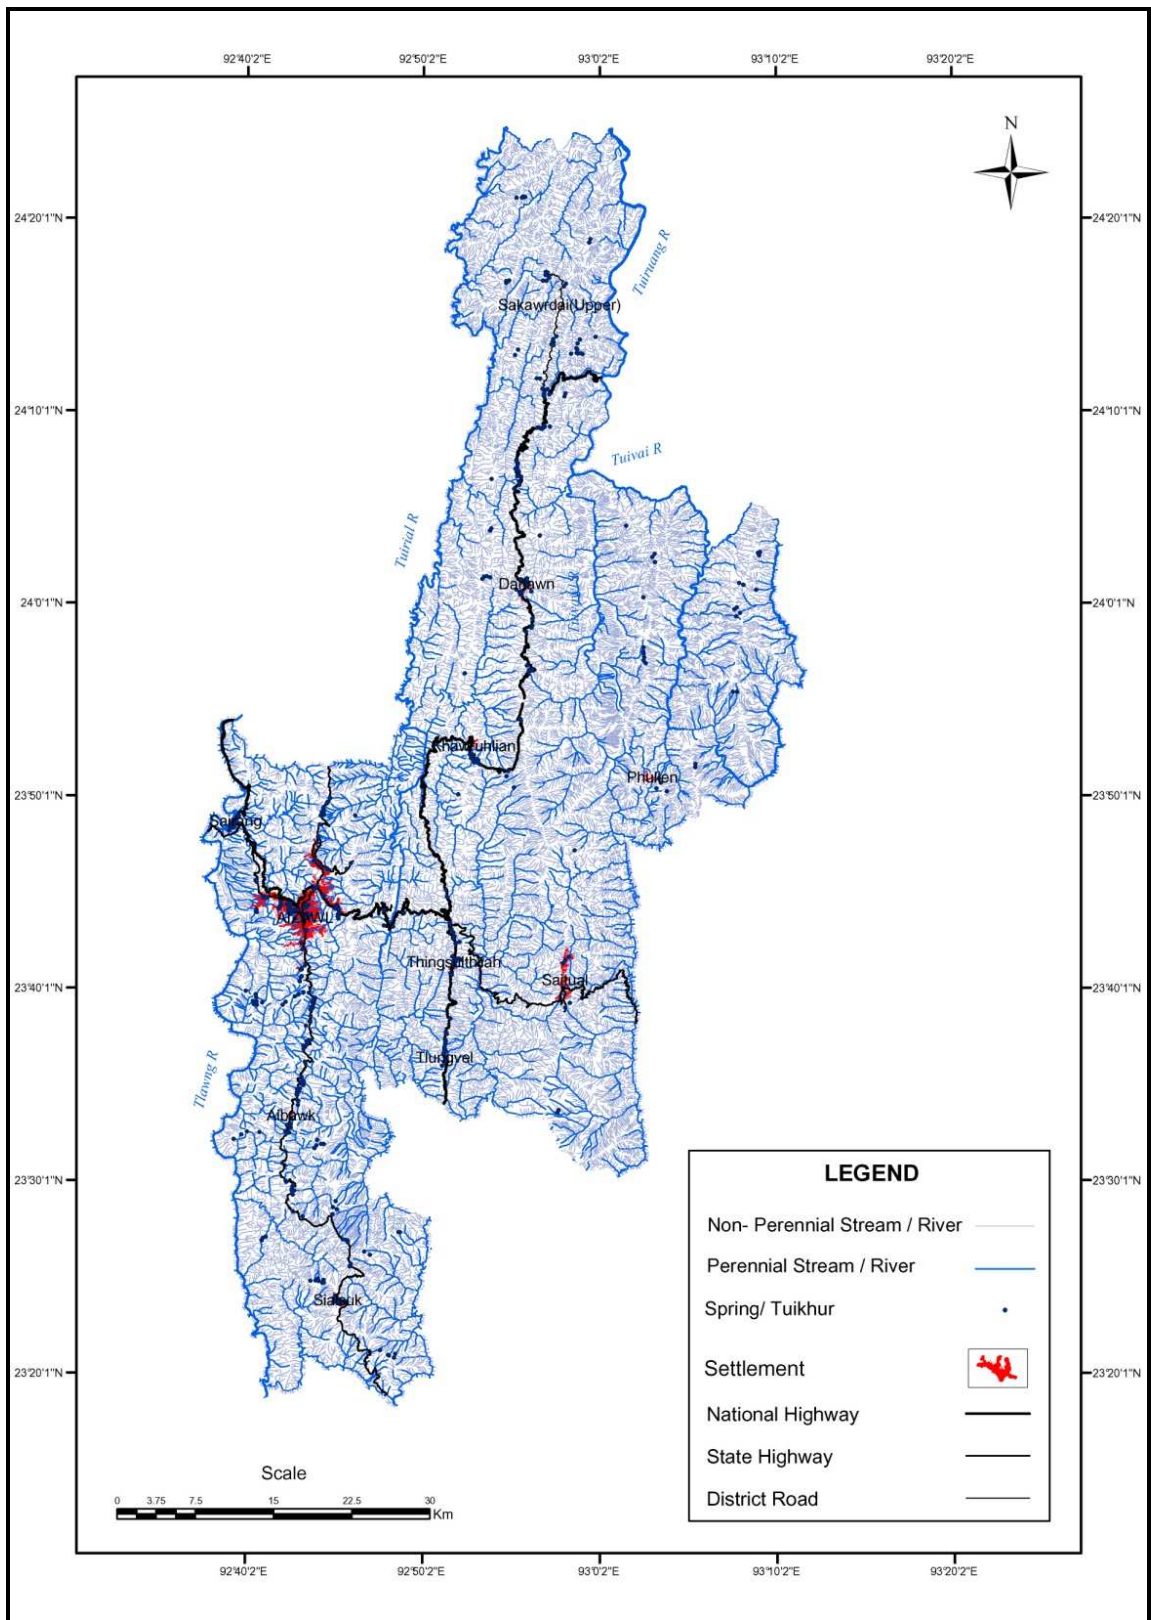 92°40'2"E 92°50'2"E 93°0'2"E 93°10'2"E 93°20'2"E
N
24°20'1"N 24°20'1"N
Tuiruang R
Sakawrdai(Upper)
24°10'1"N 24°10'1"N
Tuivai R
Tuirial R
Darlawn
24°0'1"N 24°0'1"N
Khawruhlian
Phullen
23°50'1"N 23°50'1"N
Sairang
AIZAWL
Thingsulthliah
Saitual
23°40'1"N 23°40'1"N
Tlungvel
Tlawng R
Aibawk
23°30'1"N 23°30'1"N
Sialsuk
23°20'1"N 23°20'1"N
LEGEND
Non- Perennial Stream / River
Perennial Stream / River
Spring/ Tuikhur
Settlement
National Highway
State Highway
District Road
Scale
0 3.75 7.5 15 22.5 30
Km
92°40'2"E 92°50'2"E 93°0'2"E 93°10'2"E 93°20'2"E